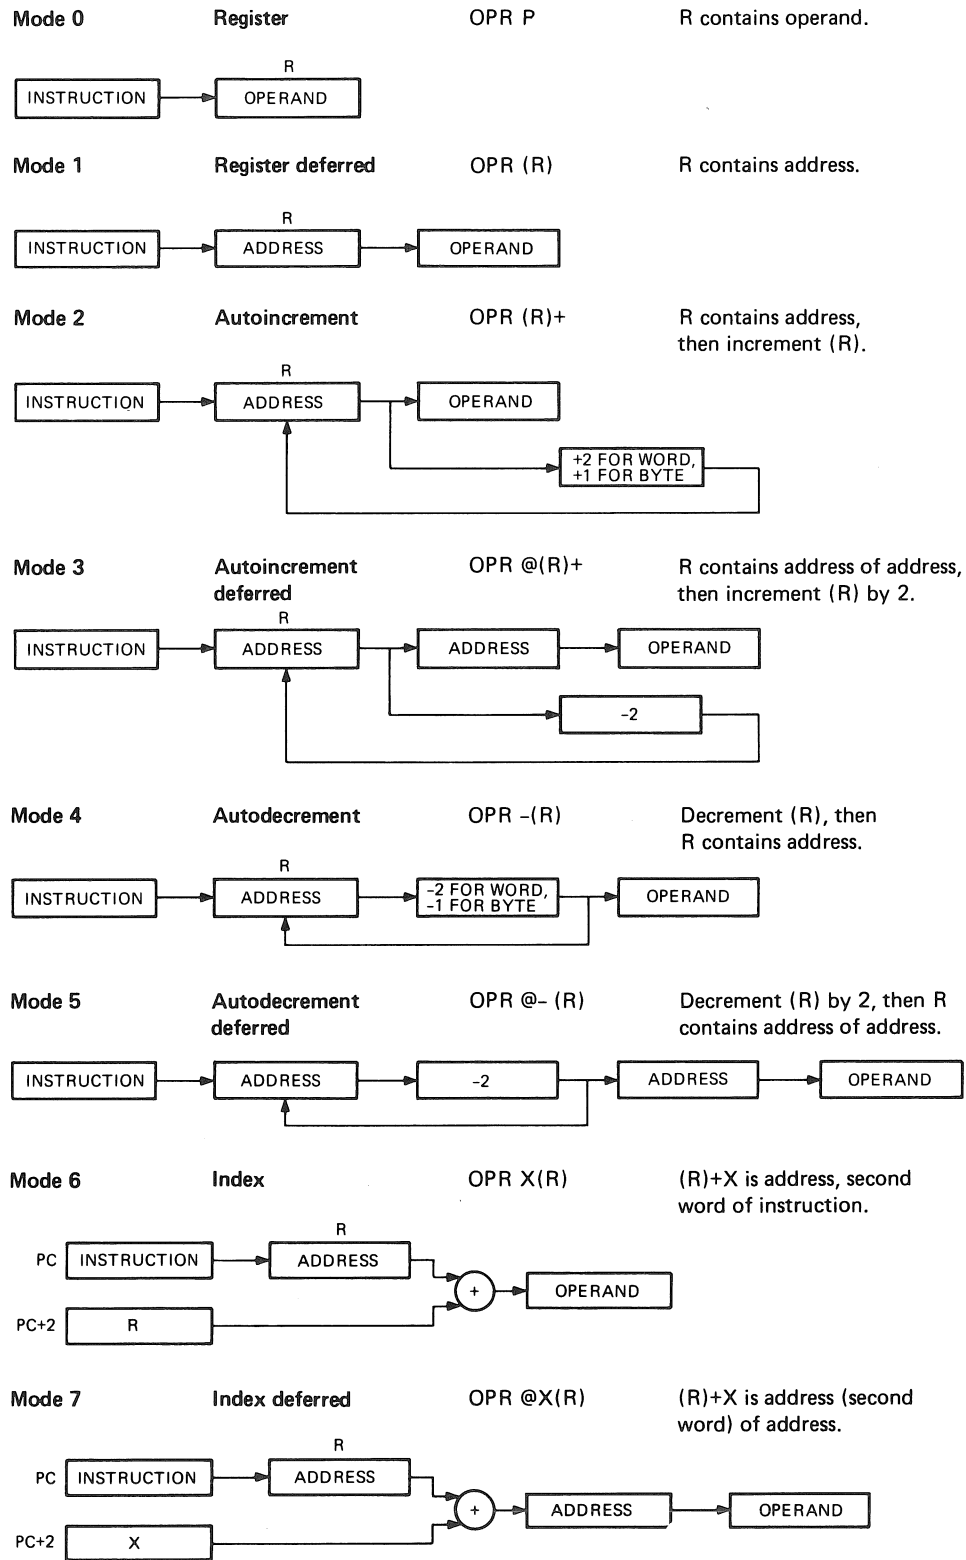 Mode 0 Register OPR P R contains operand.
R
INSTRUCTION OPERAND
Mode 1 Register deferred OPR (R) R contains address.
R
INSTRUCTION ADDRESS OPERAND
Mode 2 Autoincrement OPR (R)+ R contains address,
then increment (R).
R
INSTRUCTION ADDRESS OPERAND
+2 FOR WORD,
+1 FOR BYTE
Mode 3 Autoincrement OPR @(R)+ R contains address of address,
deferred then increment (R) by 2.
R
INSTRUCTION ADDRESS ADDRESS OPERAND
-2
Mode 4 Autodecrement OPR -(R) Decrement (R), then
R contains address.
R
INSTRUCTION ADDRESS -2 FOR WORD, OPERAND
-1 FOR BYTE
Mode 5 Autodecrement OPR @- (R) Decrement (R) by 2, then R
deferred contains address of address.
INSTRUCTION ADDRESS -2 ADDRESS OPERAND
Mode 6 Index OPR X(R) (R)+X is address, second
word of instruction.
R
PC INSTRUCTION ADDRESS
+ OPERAND
PC+2 R
Mode 7 Index deferred OPR @X(R) (R)+X is address (second
word) of address.
R
PC INSTRUCTION ADDRESS
+ ADDRESS OPERAND
PC+2 X